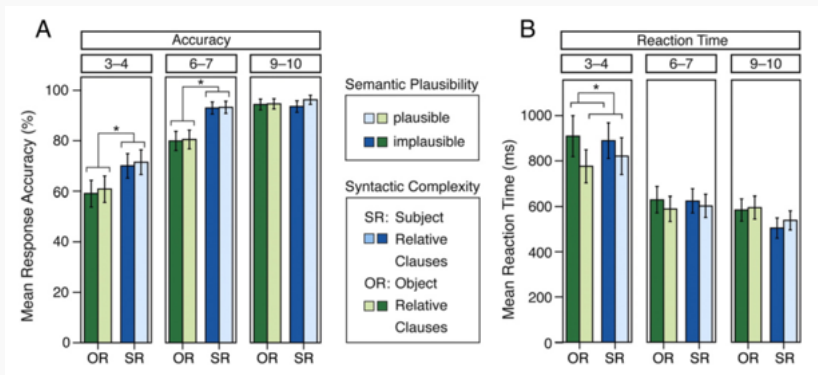 A
Accuracy
3–4
6–7
9–10
Mean Response Accuracy (%)
100
80
60
40
20
0
*
*
OR SR OR SR OR SR
Semantic Plausibility
plausible
implausible
Syntactic Complexity
SR: Subject
Relative
Clauses
OR: Object
Relative
Clauses
B
Reaction Time
3–4
6–7
9–10
Mean Reaction Time (ms)
1000
800
600
400
200
0
*
OR SR OR SR OR SR